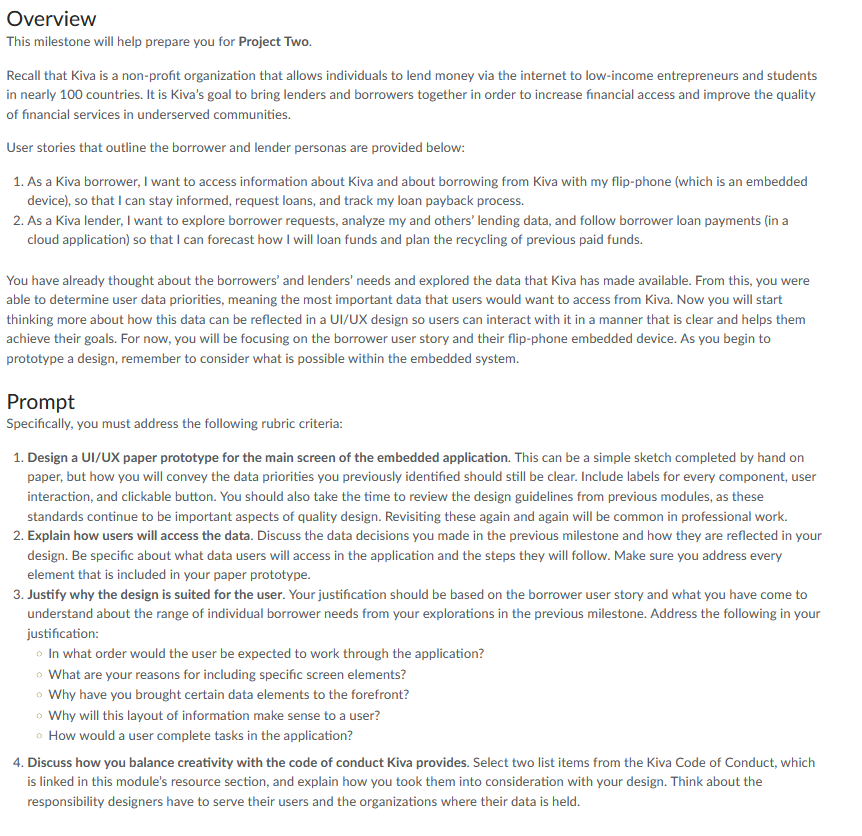 Overview
This milestone will help prepare you for Project Two.
Recall that Kiva is a non-profit organization that allows individuals to lend money via the internet to low-income entrepreneurs and students
in nearly 100 countries. It is Kiva's goal to bring lenders and borrowers together in order to increase financial access and improve the quality
of financial services in underserved communities.
User stories that outline the borrower and lender personas are provided below:
1. As a Kiva borrower, I want to access information about Kiva and about borrowing from Kiva with my flip-phone (which is an embedded
device), so that I can stay informed, request loans, and track my loan payback process.
2. As a Kiva lender, I want to explore borrower requests, analyze my and others' lending data, and follow borrower loan payments (in a
cloud application) so that I can forecast how I will loan funds and plan the recycling of previous paid funds.
You have already thought about the borrowers' and lenders' needs and explored the data that Kiva has made available. From this, you were
able to determine user data priorities, meaning the most important data that users would want to access from Kiva. Now you will start
thinking more about how this data can be reflected in a UI/UX design so users can interact with it in a manner that is clear and helps them
achieve their goals. For now, you will be focusing on the borrower user story and their flip-phone embedded device. As you begin to
prototype a design, remember to consider what is possible within the embedded system.
Prompt
Specifically, you must address the following rubric criteria:
1. Design a UI/UX paper prototype for the main screen of the embedded application. This can be a simple sketch completed by hand on
paper, but how you will convey the data priorities you previously identified should still be clear. Include labels for every component, user
interaction, and clickable button. You should also take the time to review the design guidelines from previous modules, as these
standards continue to be important aspects of quality design. Revisiting these again and again will be common in professional work.
2. Explain how users will access the data. Discuss the data decisions you made in the previous milestone and how they are reflected in your
design. Be specific about what data users will access in the application and the steps they will follow. Make sure you address every
element that is included in your paper prototype.
3. Justify why the design is suited for the user. Your justification should be based on the borrower user story and what you have come to
understand about the range of individual borrower needs from your explorations in the previous milestone. Address the following in your
justification:
◦ In what order would the user be expected to work through the application?
◦ What are your reasons for including specific screen elements?
◦ Why have you brought certain data elements to the forefront?
◦ Why will this layout of information make sense to a user?
◦ How would a user complete tasks in the application?
4. Discuss how you balance creativity with the code of conduct Kiva provides. Select two list items from the Kiva Code of Conduct, which
is linked in this module's resource section, and explain how you took them into consideration with your design. Think about the
responsibility designers have to serve their users and the organizations where their data is held.